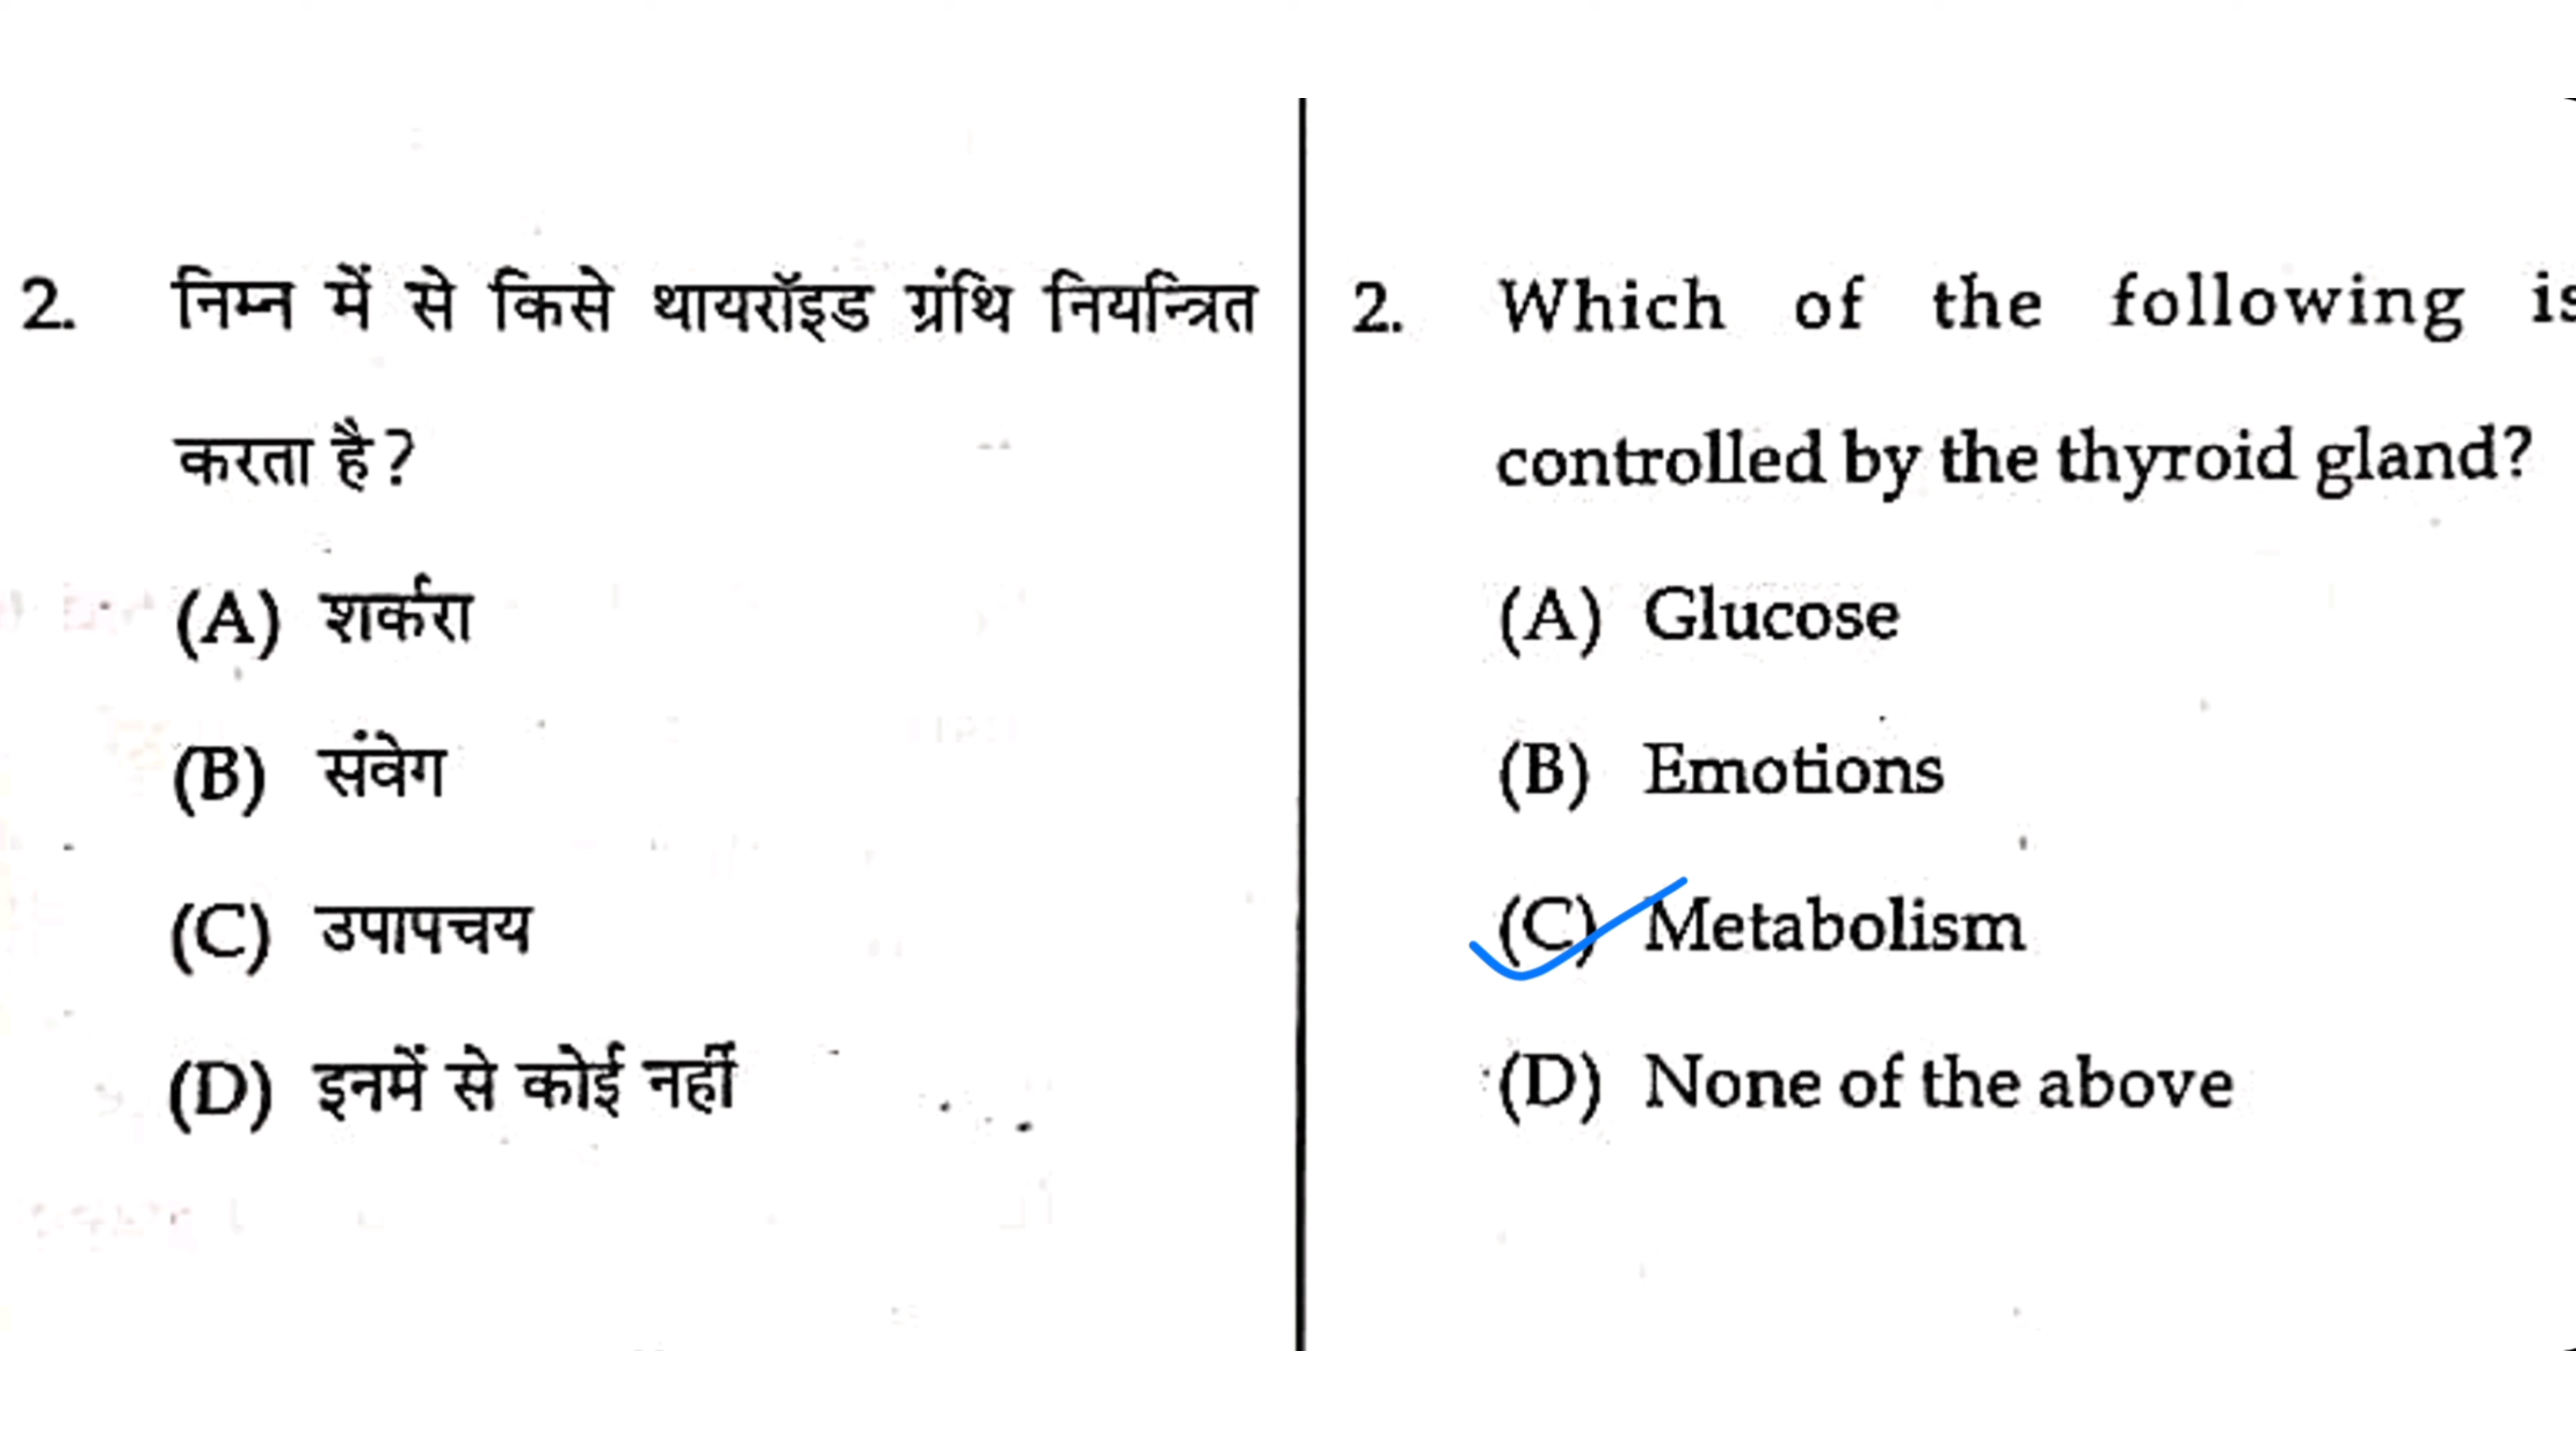 2. निम्न में से किसे थायरॉइड ग्रंथि नियन्त्रित
करता है?
(A) शर्करा
(B) संवेग
(C) उपापचय
(D) इनमें से कोई नहीं
2. Which of the following is
controlled by the thyroid gland?
(A) Glucose
(B) Emotions
(C) Metabolism
(D) None of the above